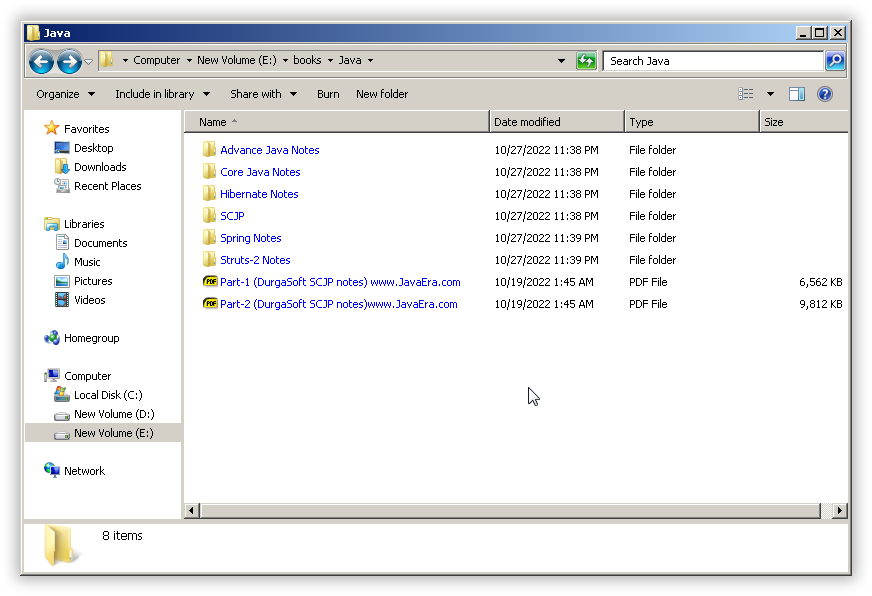 Java
Computer New Volume (E:) books Java Search Java
Organize Include in library Share with Burn New folder
Favorites
Desktop
Downloads
Recent Places
Libraries
Documents
Music
Pictures
Videos
Homegroup
Computer
Local Disk (C:)
New Volume (D:)
New Volume (E:)
Network
Name Date modified Type Size
Advance Java Notes 10/27/2022 11:38 PM File folder
Core Java Notes 10/27/2022 11:38 PM File folder
Hibernate Notes 10/27/2022 11:38 PM File folder
SCJP 10/27/2022 11:38 PM File folder
Spring Notes 10/27/2022 11:39 PM File folder
Struts-2 Notes 10/27/2022 11:39 PM File folder
PDF Part-1 (DurgaSoft SCJP notes) www.JavaEra.com 10/19/2022 1:45 AM PDF File 6,562 KB
PDF Part-2 (DurgaSoft SCJP notes)www.JavaEra.com 10/19/2022 1:45 AM PDF File 9,812 KB
8 items